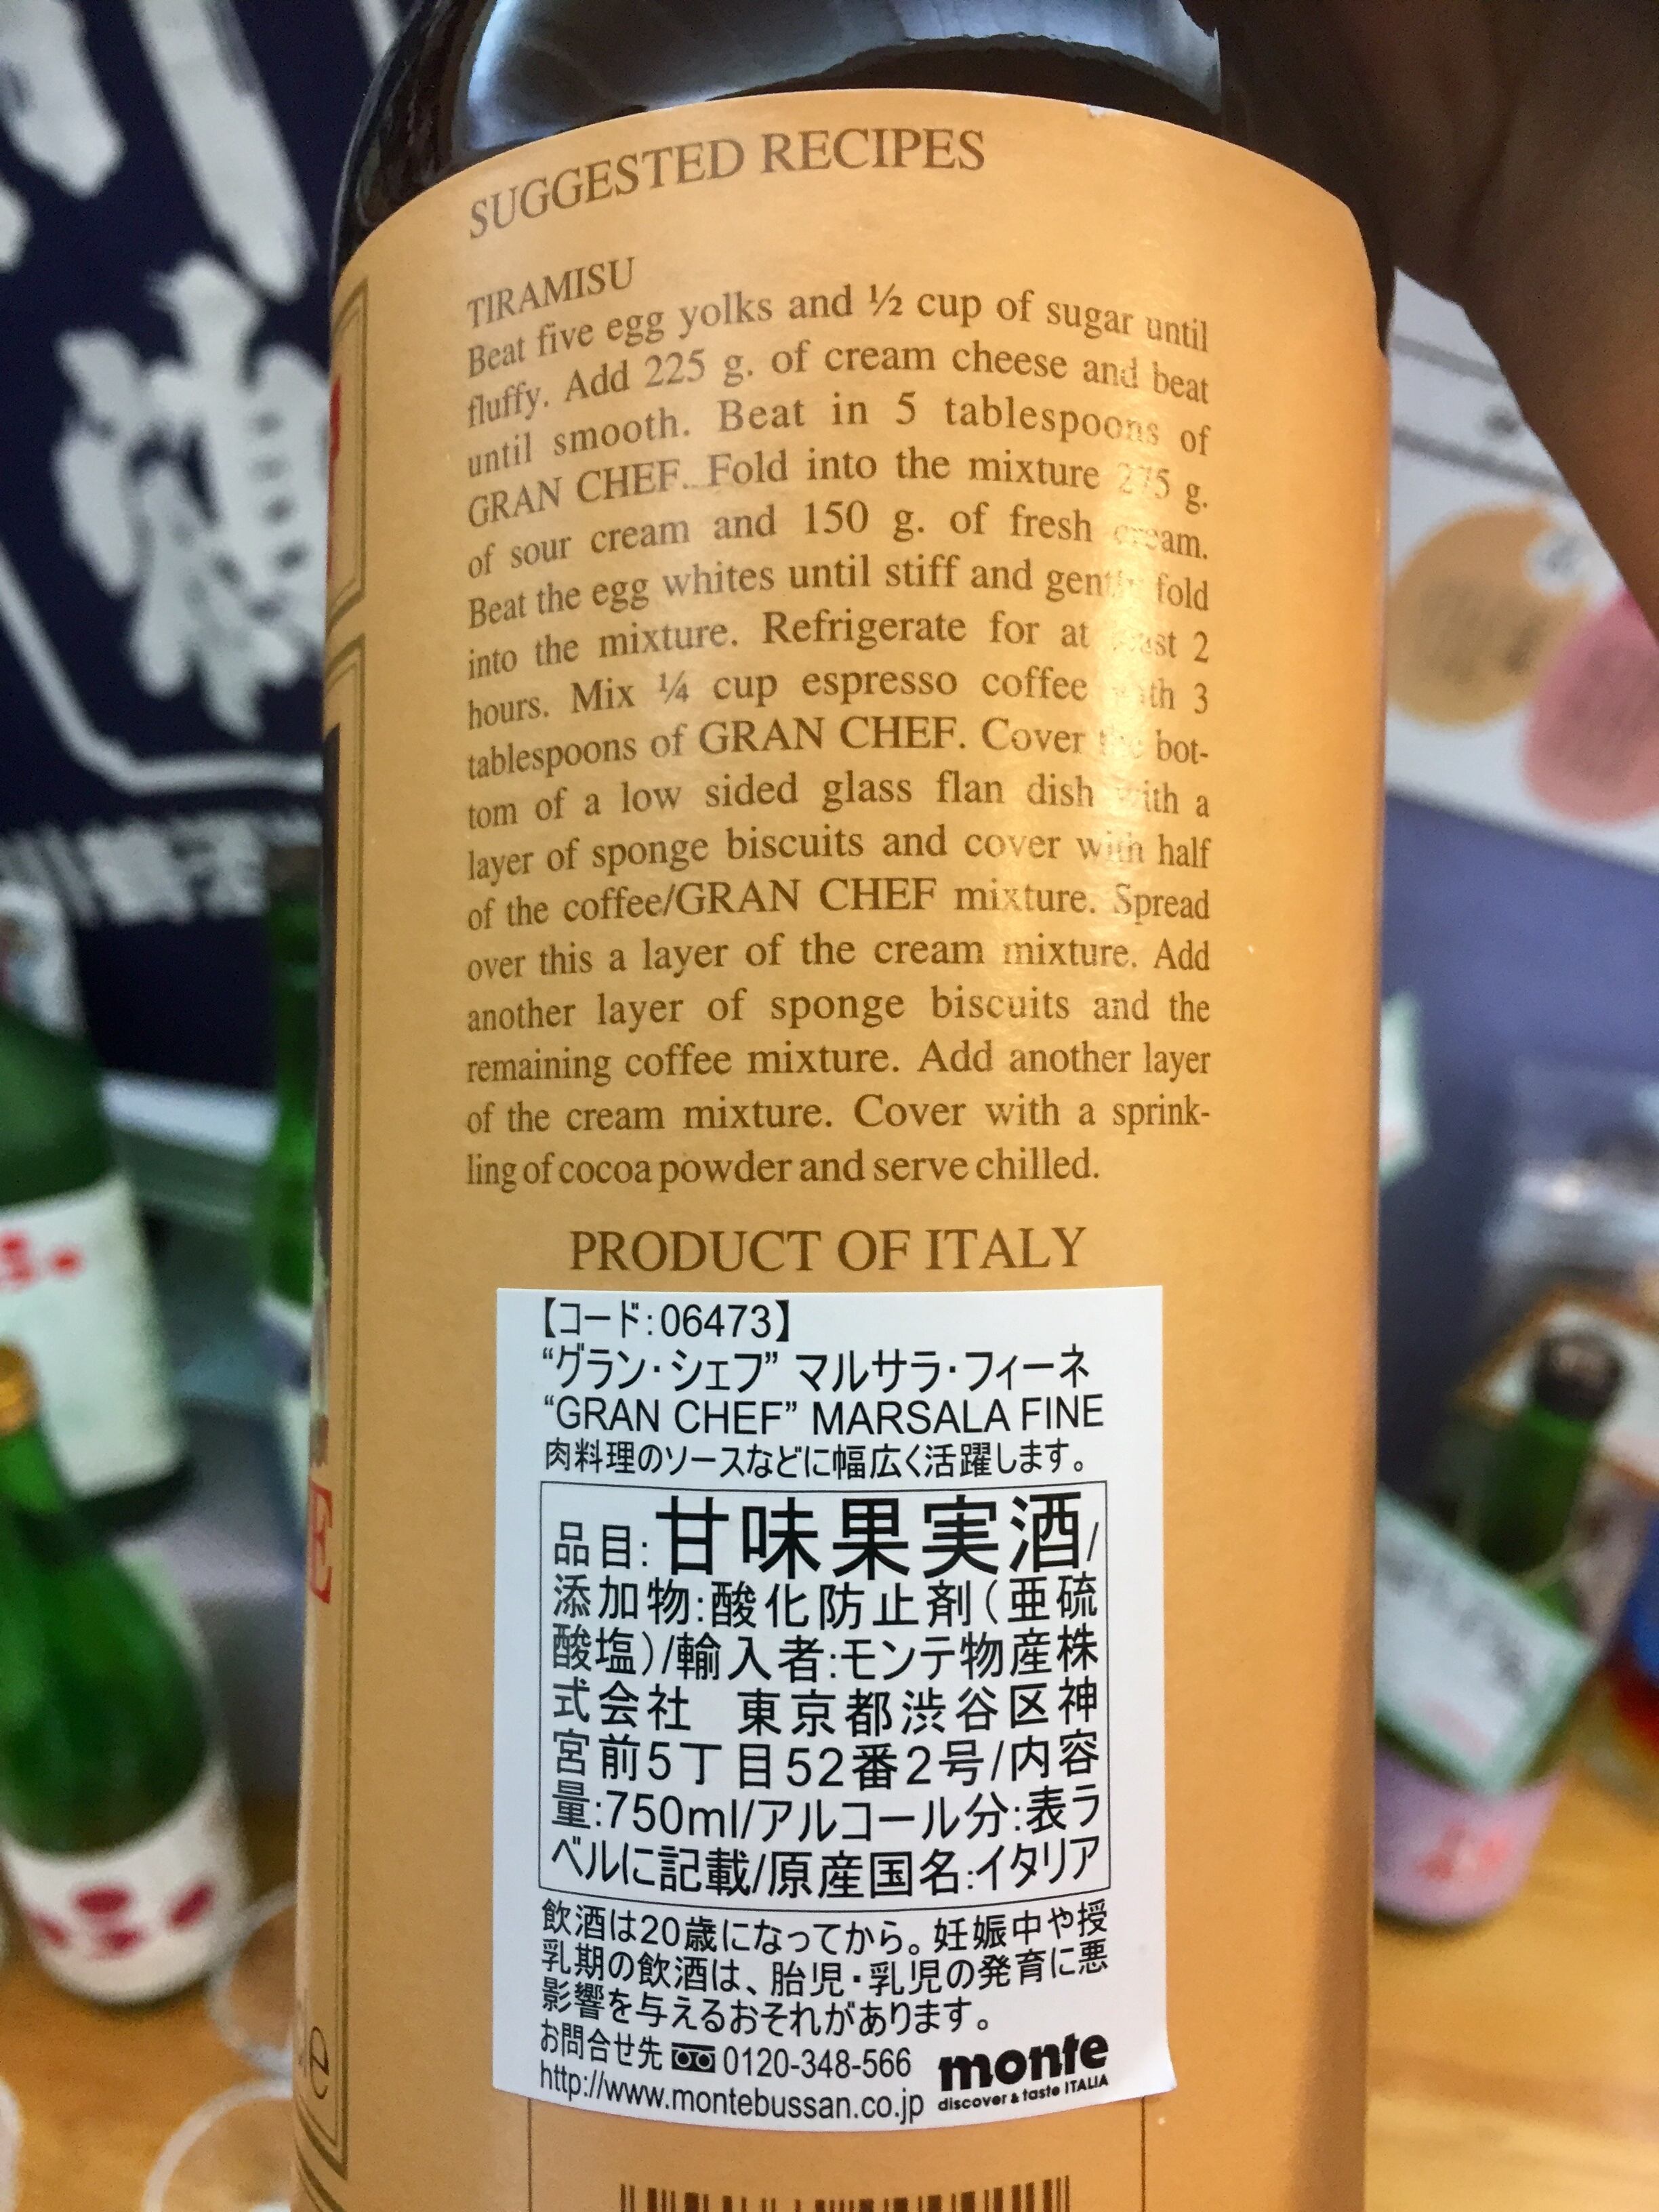 SUGGESTED RECIPES
TIRAMISU
Beat five egg yolks and ½ cup of sugar until
fluffy. Add 225 g. of cream cheese and beat
until smooth. Beat in 5 tablespoons of
GRAN CHEF. Fold into the mixture 275 g.
of sour cream and 150 g. of fresh cream.
Beat the egg whites until stiff and gently fold
into the mixture. Refrigerate for at least 2
hours. Mix ¼ cup espresso coffee with 3
tablespoons of GRAN CHEF. Cover the bot-
tom of a low sided glass flan dish with a
layer of sponge biscuits and cover with half
of the coffee/GRAN CHEF mixture. Spread
over this a layer of the cream mixture. Add
another layer of sponge biscuits and the
remaining coffee mixture. Add another layer
of the cream mixture. Cover with a sprink-
ling of cocoa powder and serve chilled.
PRODUCT OF ITALY
【コード:06473】
“グラン・シェフ” マルサラ・フィーネ
“GRAN CHEF” MARSALA FINE
肉料理のソースなどに幅広く活躍します。
品目:甘味果実酒/
添加物:酸化防止剤(亜硫
酸塩)/輸入者:モンテ物産株
式会社 東京都渋谷区神
宮前5丁目52番2号/内容
量:750ml/アルコール分:表ラ
ベルに記載/原産国名:イタリア
飲酒は20歳になってから。妊娠中や授
乳期の飲酒は、胎児・乳児の発育に悪
影響を与えるおそれがあります。
お問合せ先 0120-348-566
http://www.montebussan.co.jp
monte
discover & taste ITALIA
E
e